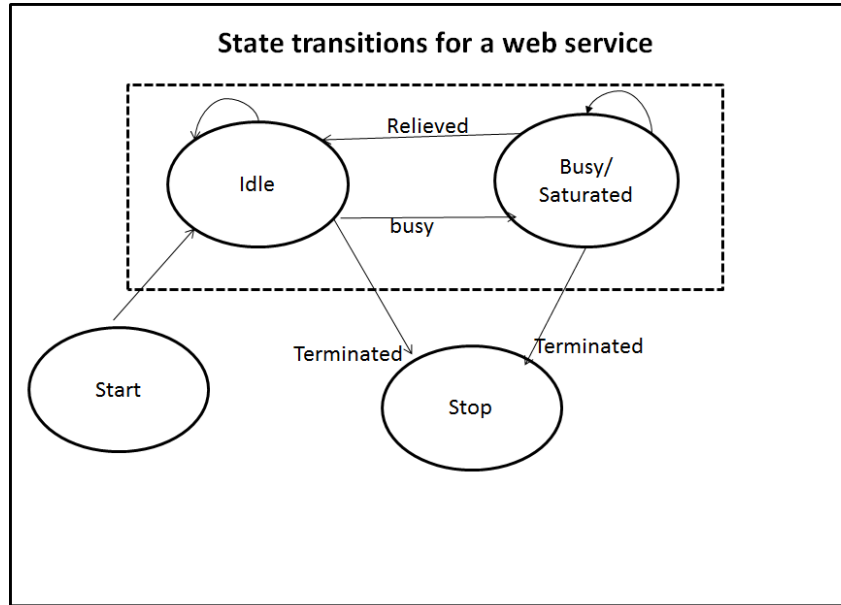 State transitions for a web service
Relieved
Idle
Busy/
Saturated
busy
Terminated
Terminated
Start
Stop